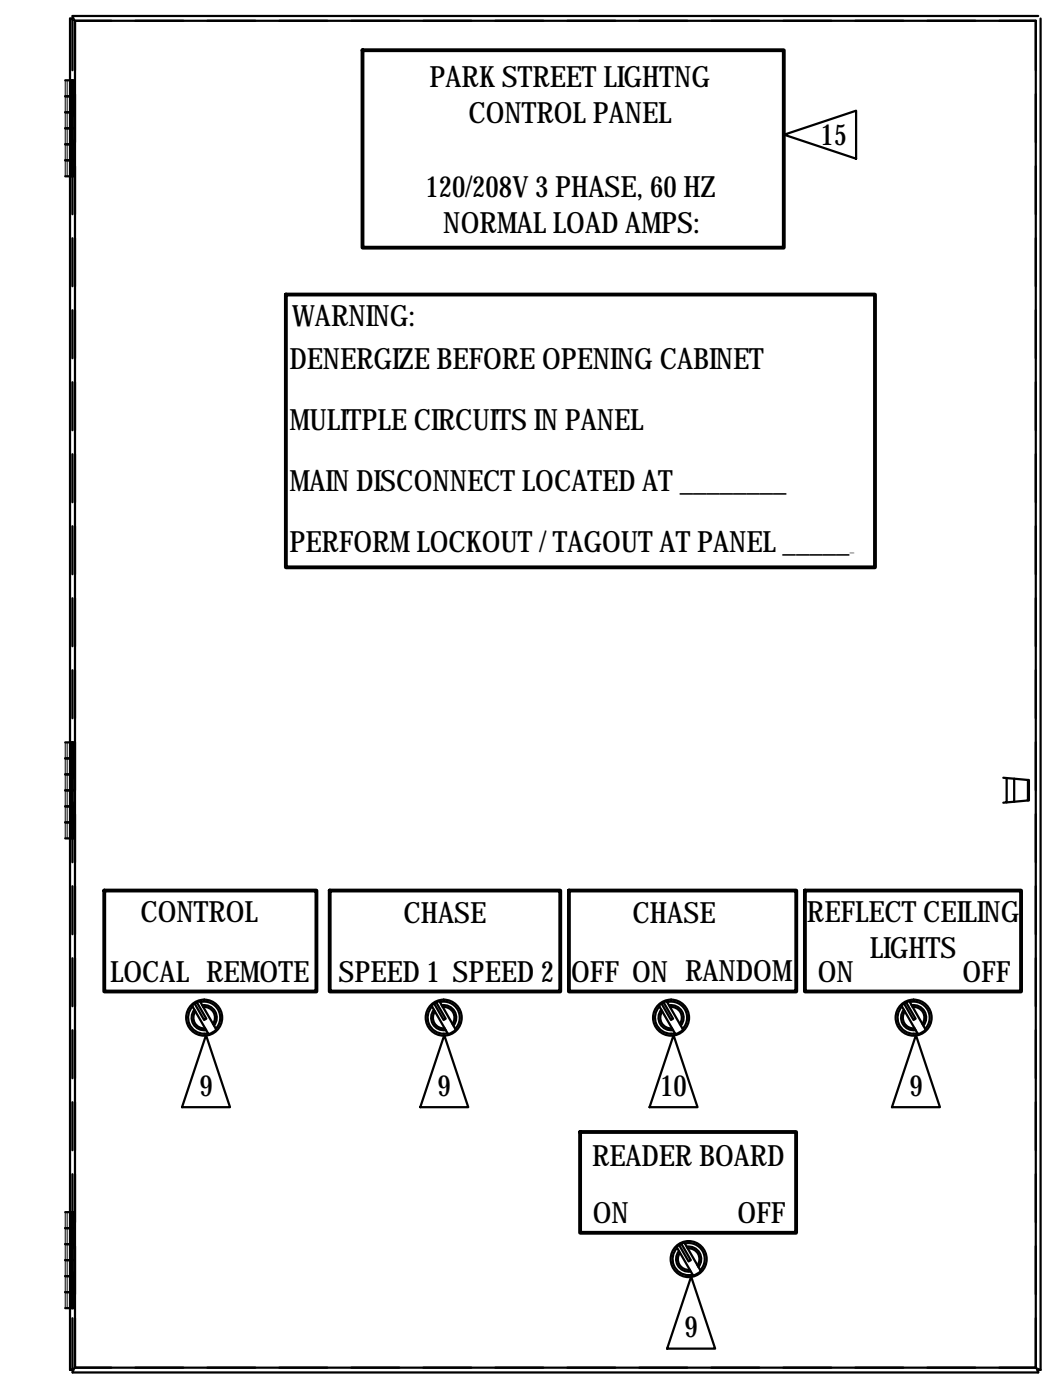 PARK STREET LIGHTNG
CONTROL PANEL
120/208V 3 PHASE, 60 HZ
NORMAL LOAD AMPS:
15
WARNING:
DENERGIZE BEFORE OPENING CABINET
MULITPLE CIRCUITS IN PANEL
MAIN DISCONNECT LOCATED AT ________
PERFORM LOCKOUT / TAGOUT AT PANEL _____.
CONTROL
LOCAL REMOTE
9
CHASE
SPEED 1 SPEED 2
9
CHASE
OFF ON RANDOM
10
REFLECT CEILING
LIGHTS
ON OFF
9
READER BOARD
ON OFF
9